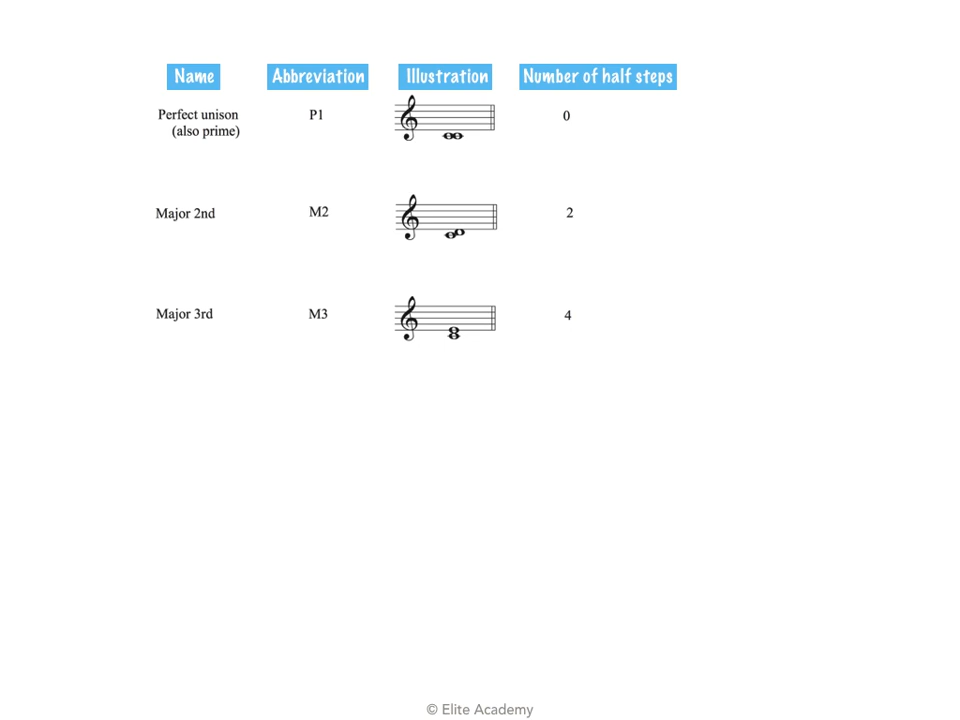 Name Abbreviation Illustration Number of half steps
Perfect unison P1 0
(also prime)
Major 2nd M2 2
Major 3rd M3 4
© Elite Academy